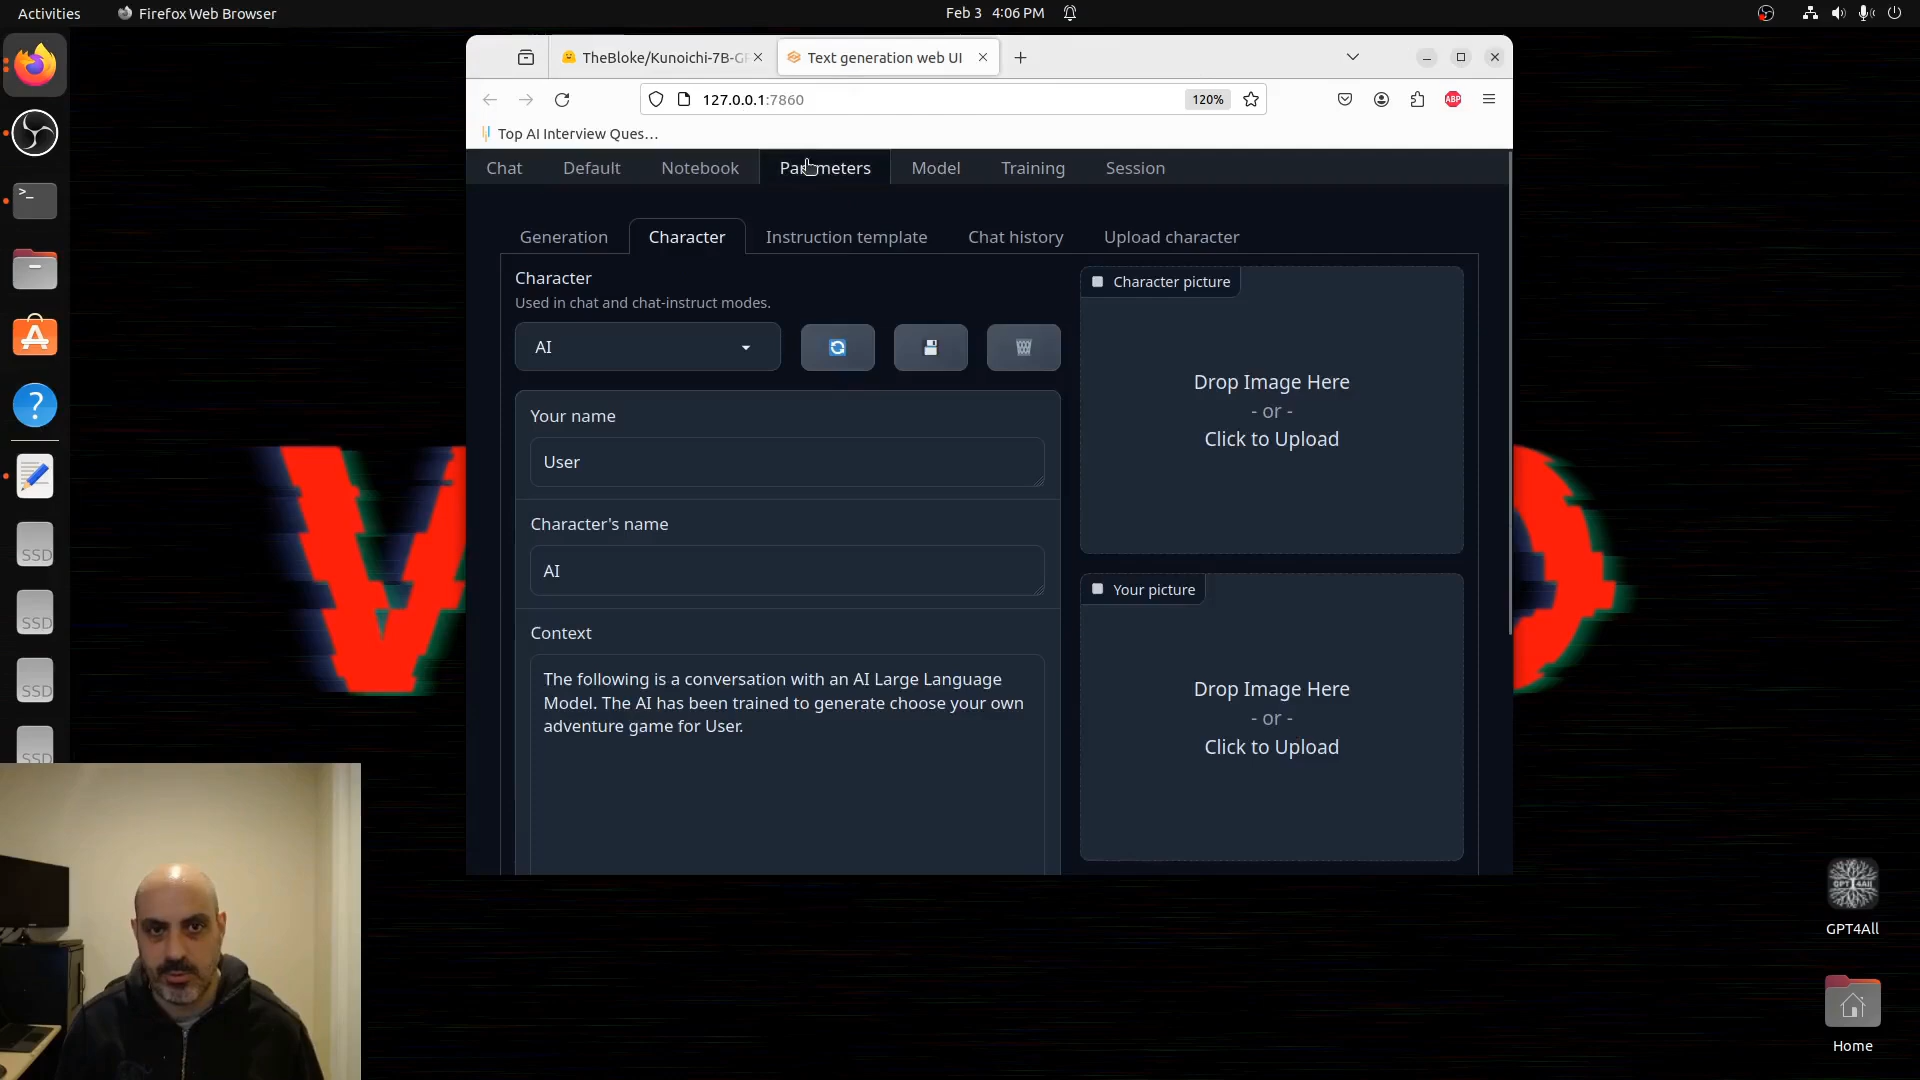 Activities
Firefox Web Browser
Feb 3 4:06 PM
TheBloke/Kunoichi-7B-G
Text generation web UI
127.0.0.1:7860
120%
ABP
Top AI Interview Ques…
Chat
Default
Notebook
Parameters
Model
Training
Session
Generation
Character
Instruction template
Chat history
Upload character
Character
Used in chat and chat-instruct modes.
AI
Character picture
Drop Image Here
- or -
Click to Upload
Your name
User
Character's name
AI
Your picture
Drop Image Here
- or -
Click to Upload
Context
The following is a conversation with an AI Large Language
Model. The AI has been trained to generate choose your own
adventure game for User.
SSD
SSD
SSD
SSD
GPT4All
GPT4All
Home